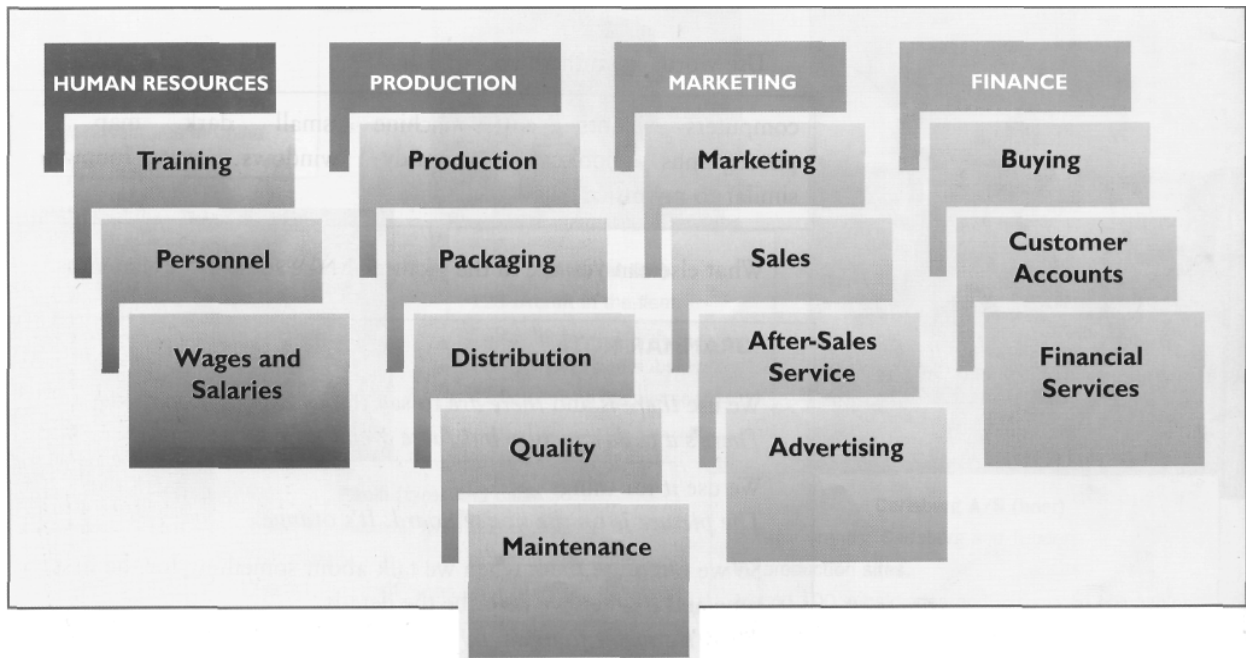 HUMAN RESOURCES
Training
Personnel
Wages and
Salaries
PRODUCTION
Production
Packaging
Distribution
Quality
Maintenance
MARKETING
Marketing
Sales
After-Sales
Service
Advertising
FINANCE
Buying
Customer
Accounts
Financial
Services